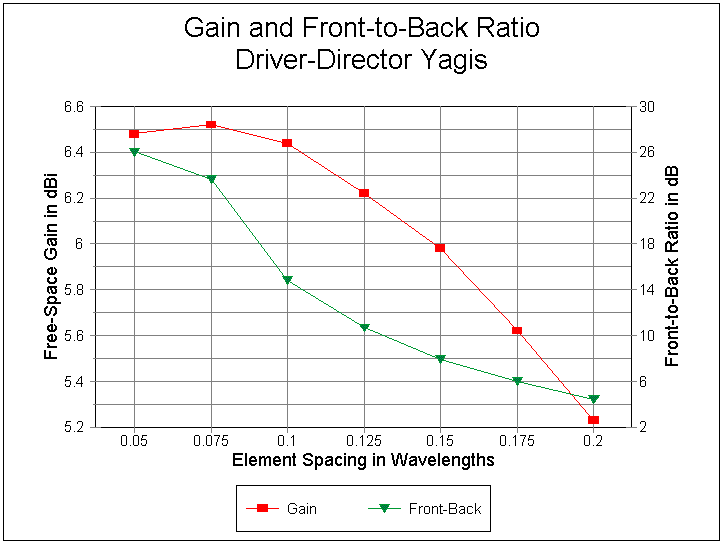 Gain and Front-to-Back Ratio
Driver-Director Yagis
Free-Space Gain in dBi
6.6
6.4
6.2
6
5.8
5.6
5.4
5.2
30
26
22
18
14
10
6
2
Front-to-Back Ratio in dB
0.05 0.075 0.1 0.125 0.15 0.175 0.2
Element Spacing in Wavelengths
Gain Front-Back